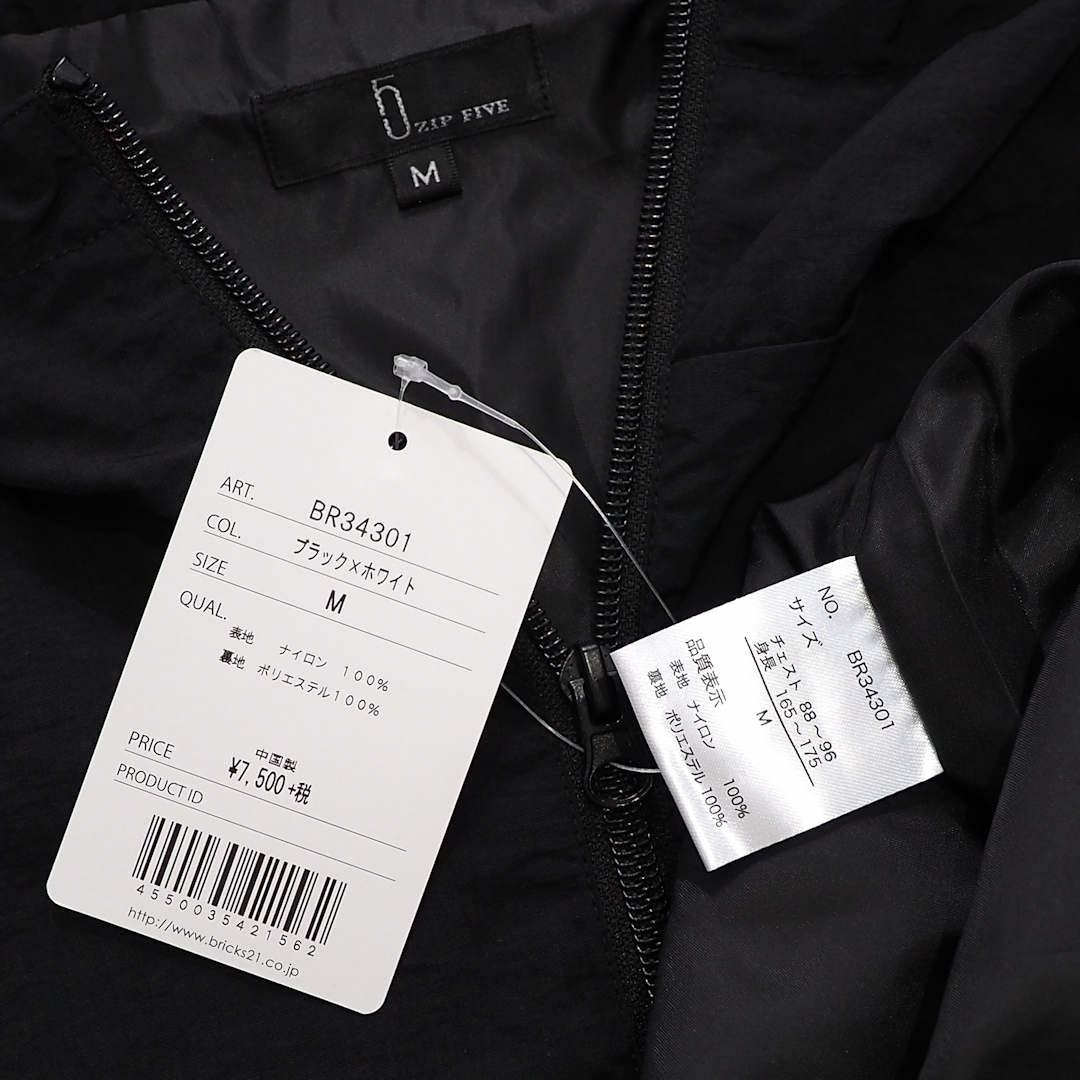 5 ZIP FIVE
M
ART. BR34301
COL. ブラック×ホワイト
SIZE M
QUAL.
表地 ナイロン 100%
裏地 ポリエステル100%
中国製
PRICE ¥7,500+税
PRODUCT ID
4550035421562
http://www.bricks21.co.jp
NO. BR34301
サイズ
チェスト 88～96
身長 165～175
M
品質表示
表地 ナイロン 100%
裏地 ポリエステル 100%